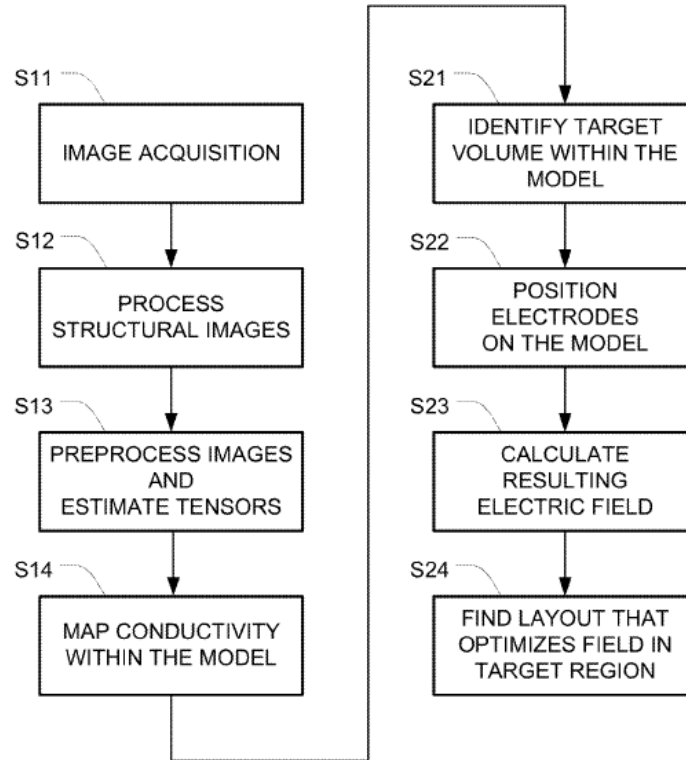 S11
IMAGE ACQUISITION
S12
PROCESS
STRUCTURAL IMAGES
S13
PREPROCESS IMAGES
AND
ESTIMATE TENSORS
S14
MAP CONDUCTIVITY
WITHIN THE MODEL
S21
IDENTIFY TARGET
VOLUME WITHIN THE
MODEL
S22
POSITION
ELECTRODES
ON THE MODEL
S23
CALCULATE
RESULTING
ELECTRIC FIELD
S24
FIND LAYOUT THAT
OPTIMIZES FIELD IN
TARGET REGION